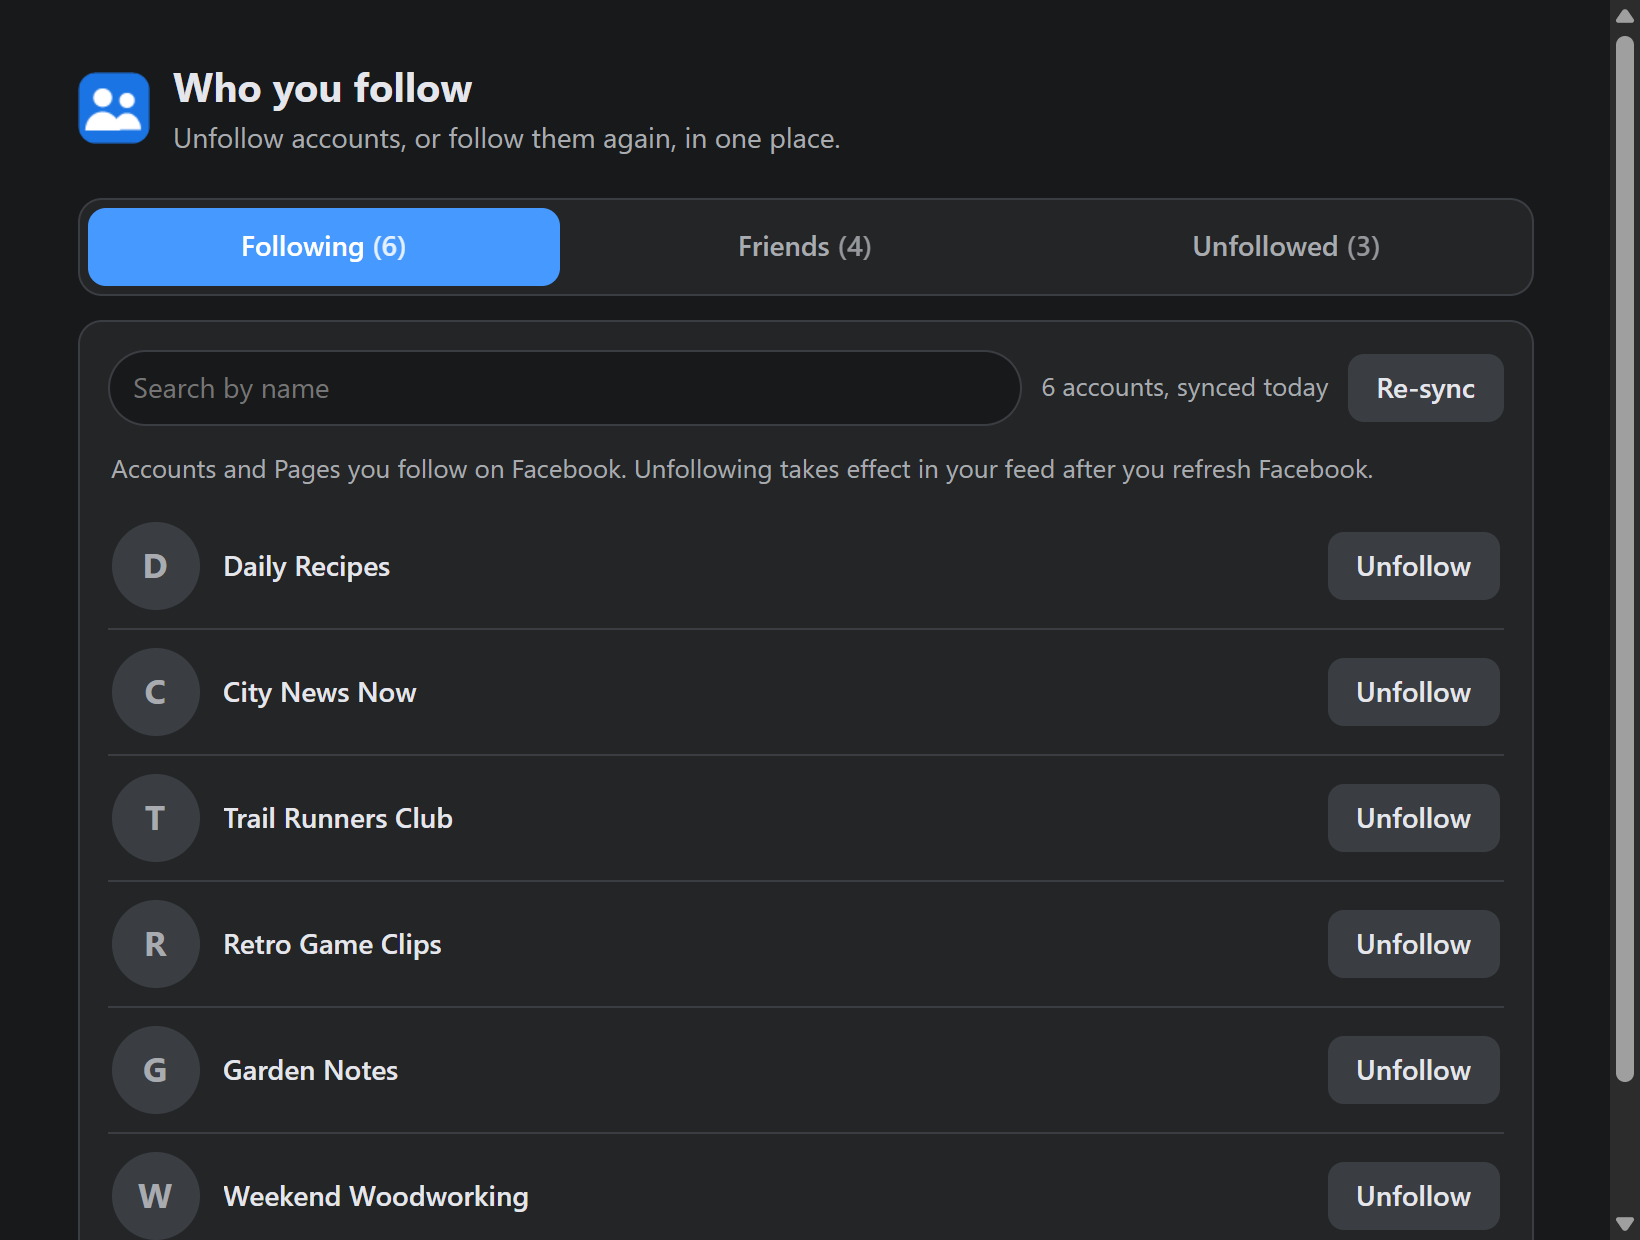 Who you follow
Unfollow accounts, or follow them again, in one place.
Following (6)
Friends (4)
Unfollowed (3)
Search by name
6 accounts, synced today
Re-sync
Accounts and Pages you follow on Facebook. Unfollowing takes effect in your feed after you refresh Facebook.
D
Daily Recipes
Unfollow
C
City News Now
Unfollow
T
Trail Runners Club
Unfollow
R
Retro Game Clips
Unfollow
G
Garden Notes
Unfollow
W
Weekend Woodworking
Unfollow